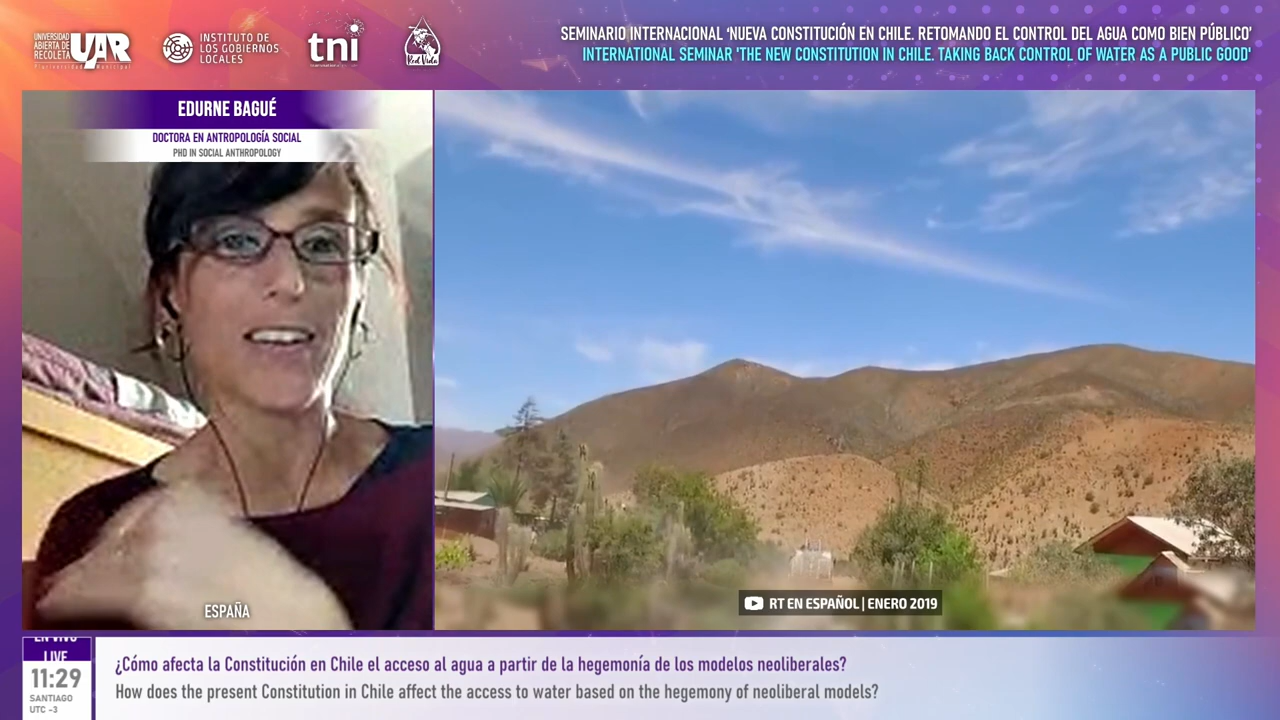 UNIVERSIDAD
ABIERTA DE
RECOLETA
UAR
Pluriversidad Municipal
INSTITUTO DE
LOS GOBIERNOS
LOCALES
tni
Red Vida
SEMINARIO INTERNACIONAL ‘NUEVA CONSTITUCIÓN EN CHILE. RETOMANDO EL CONTROL DEL AGUA COMO BIEN PÚBLICO’
INTERNATIONAL SEMINAR 'THE NEW CONSTITUTION IN CHILE. TAKING BACK CONTROL OF WATER AS A PUBLIC GOOD'
EDURNE BAGUÉ
DOCTORA EN ANTROPOLOGÍA SOCIAL
PHD IN SOCIAL ANTHROPOLOGY
ESPAÑA
RT EN ESPAÑOL | ENERO 2019
EN VIVO
LIVE
11:29
SANTIAGO
UTC -3
¿Cómo afecta la Constitución en Chile el acceso al agua a partir de la hegemonía de los modelos neoliberales?
How does the present Constitution in Chile affect the access to water based on the hegemony of neoliberal models?